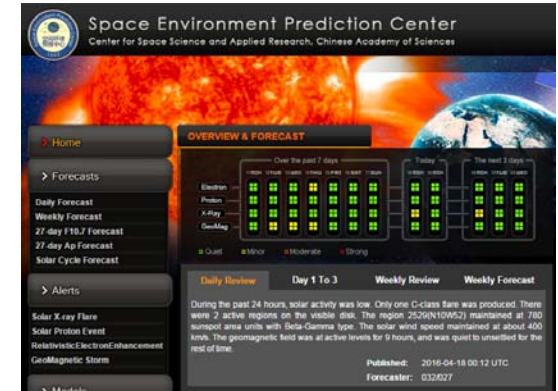 Space Environment Prediction Center
Center for Space Science and Applied Research, Chinese Academy of Sciences
Home
OVERVIEW & FORECAST
Forecasts
Over the past 7 days
Today
The next 3 days
Electron
Proton
X-Ray
GeoMag
Quiet
Minor
Moderate
Strong
Daily Forecast
Weekly Forecast
27-day F10.7 Forecast
27-day Ap Forecast
Solar Cycle Forecast
Alerts
Solar X-ray Flare
Solar Proton Event
RelativisticElectronEnhancement
GeoMagnetic Storm
Models
Daily Review
Day 1 To 3
Weekly Review
Weekly Forecast
During the past 24 hours, solar activity was low. Only one C-class flare was produced. There
were 2 active regions on the visible disk. The region 2529(N10W52) maintained at 780
sunspot area units with Beta-Gamma type. The solar wind speed maintained at about 400
km/s. The geomagnetic field was at active levels for 9 hours, and was quiet to unsettled for the
rest of time.
Published: 2016-04-18 00:12 UTC
Forecaster: 032/027